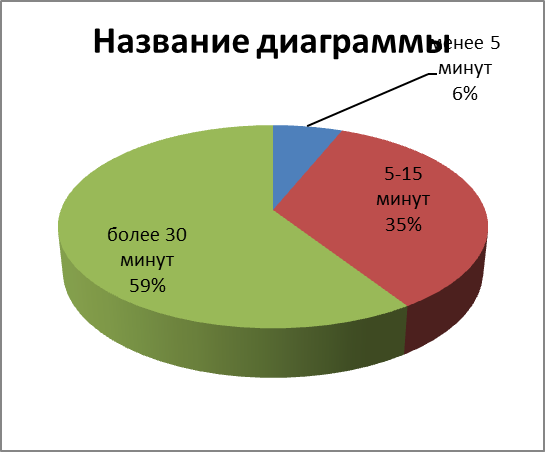 Название диаграммы
менее 5
минут
6%
5-15
минут
35%
более 30
минут
59%